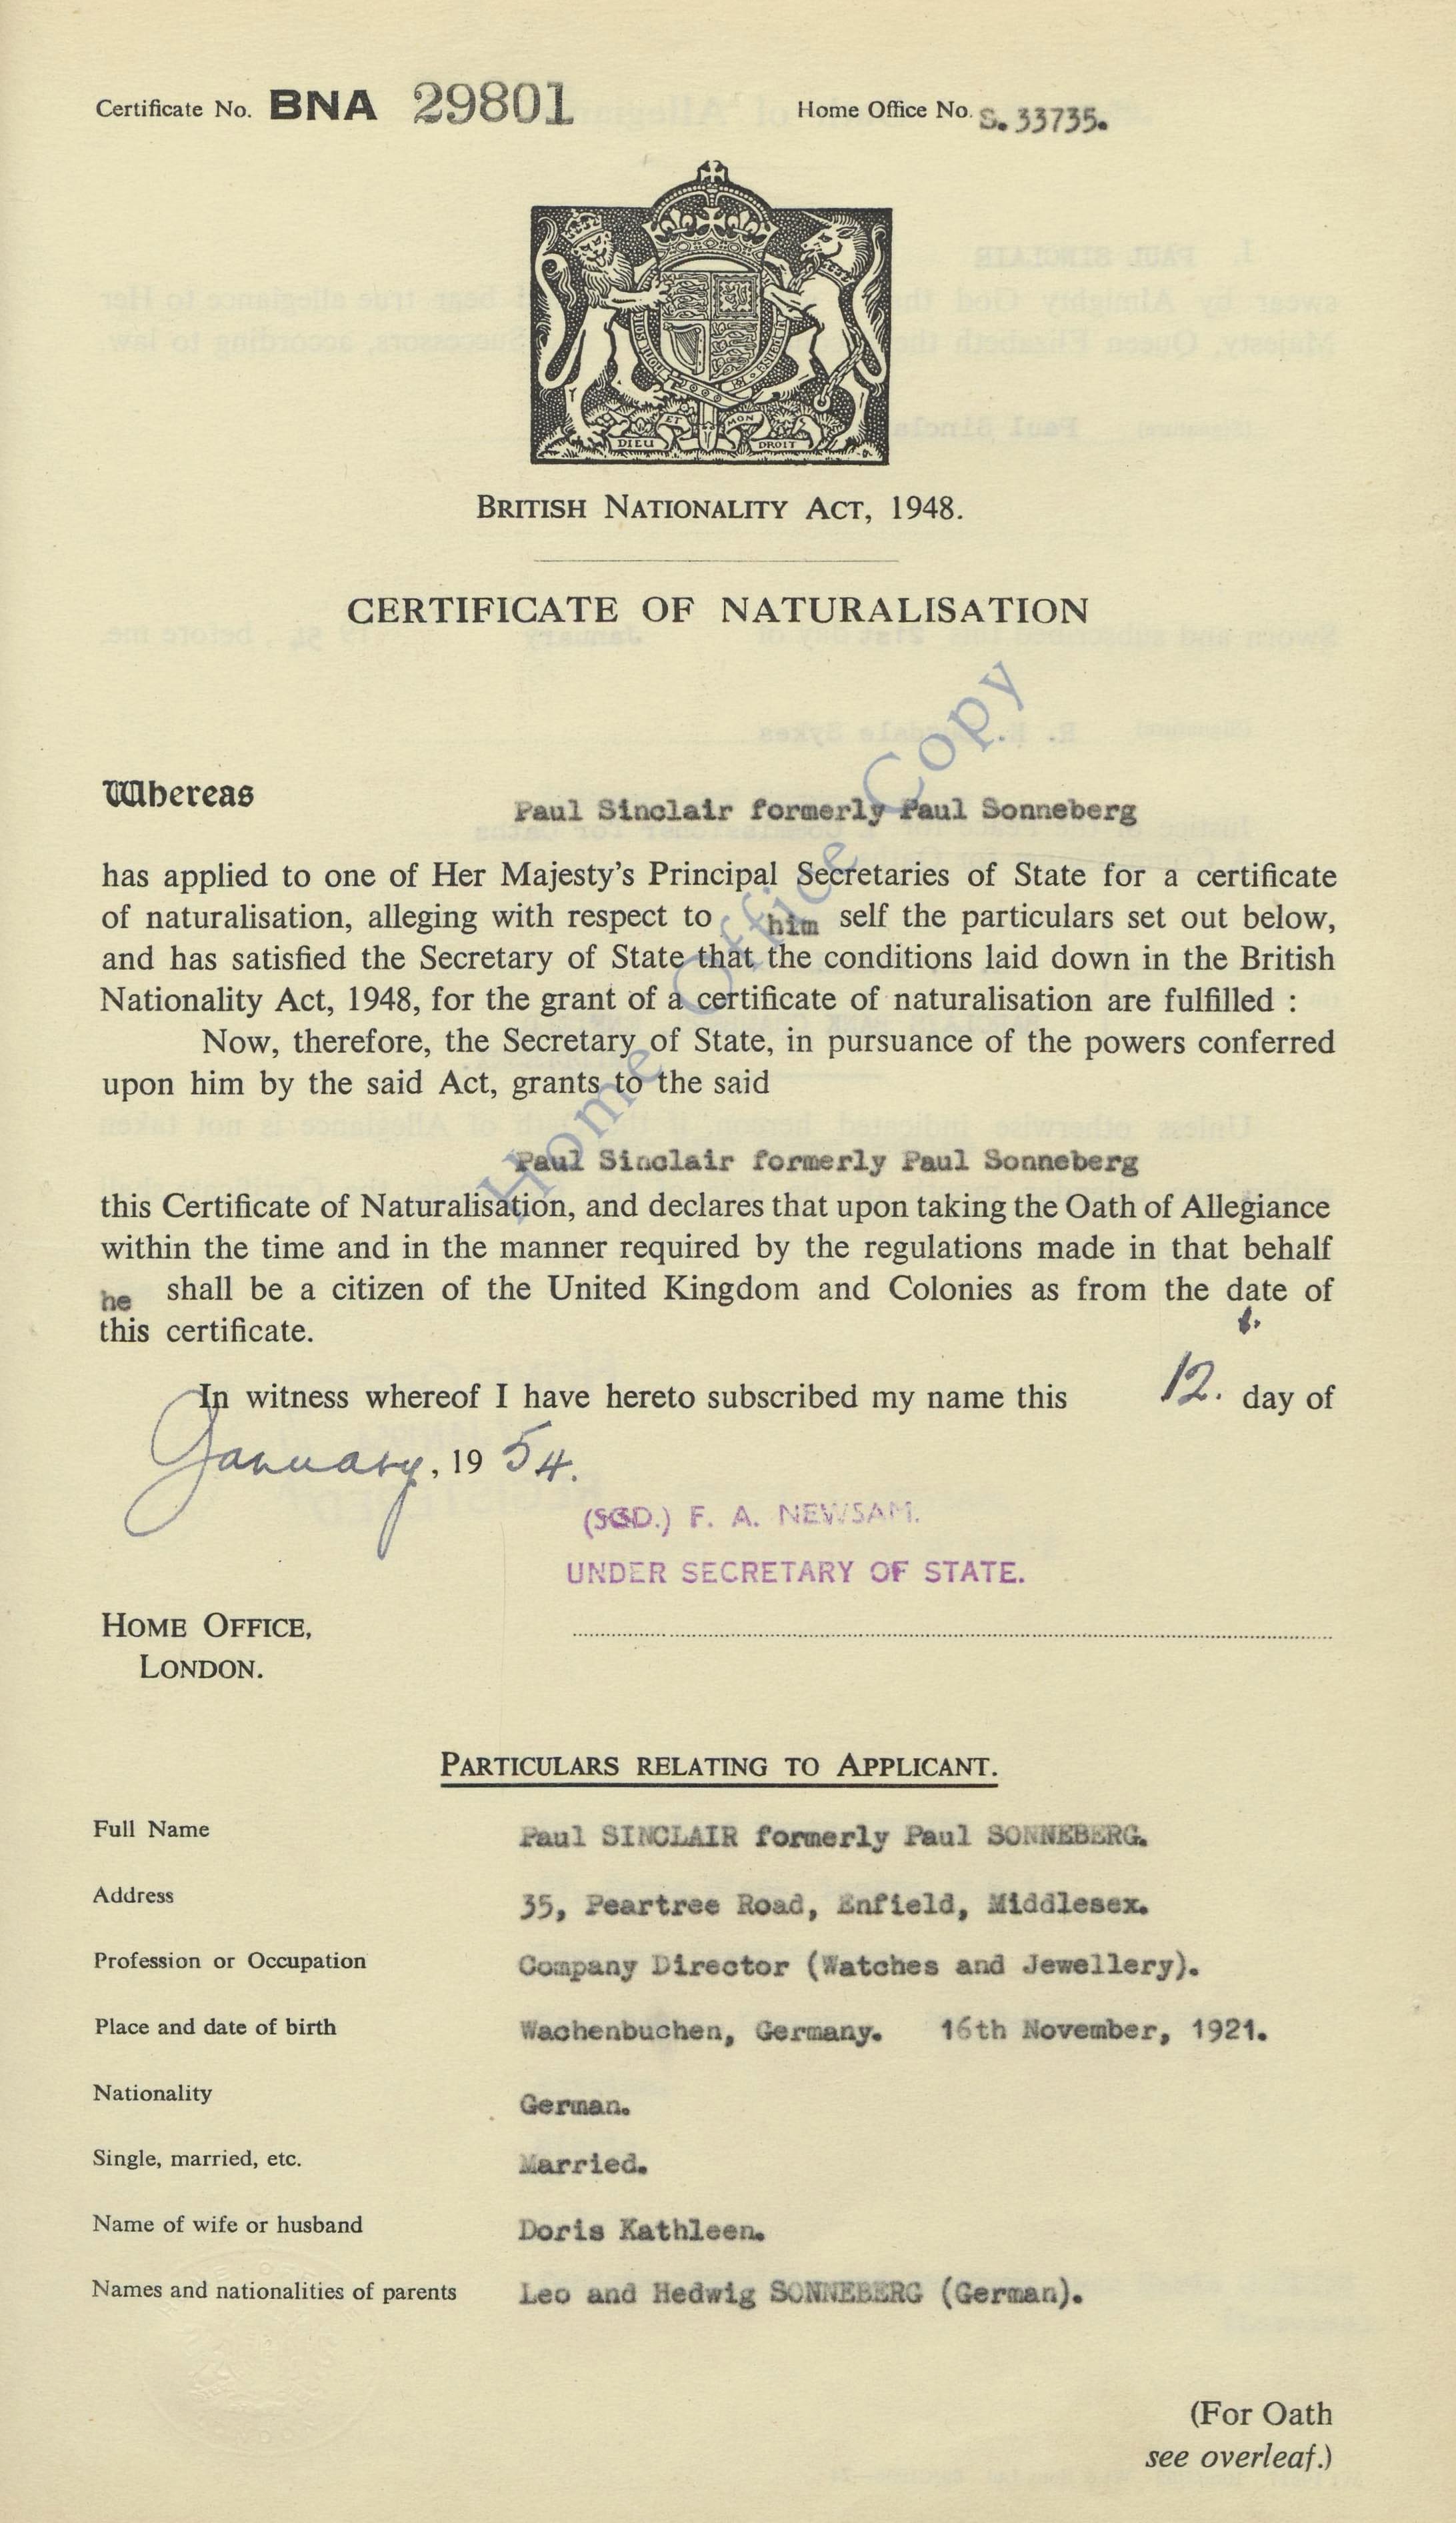 Certificate No. BNA 29801 Home Office No. S. 33735.
DIEU ET MON DROIT
BRITISH NATIONALITY ACT, 1948.
CERTIFICATE OF NATURALISATION
Home Office Copy
Whereas Paul Sinclair formerly Paul Sonneberg
has applied to one of Her Majesty's Principal Secretaries of State for a certificate
of naturalisation, alleging with respect to him self the particulars set out below,
and has satisfied the Secretary of State that the conditions laid down in the British
Nationality Act, 1948, for the grant of a certificate of naturalisation are fulfilled :
Now, therefore, the Secretary of State, in pursuance of the powers conferred
upon him by the said Act, grants to the said
Paul Sinclair formerly Paul Sonneberg
this Certificate of Naturalisation, and declares that upon taking the Oath of Allegiance
within the time and in the manner required by the regulations made in that behalf
he shall be a citizen of the United Kingdom and Colonies as from the date of
this certificate.
In witness whereof I have hereto subscribed my name this 12. day of
January, 19 54.
(SGD.) F. A. NEWSAM.
UNDER SECRETARY OF STATE.
HOME OFFICE,
LONDON.
PARTICULARS RELATING TO APPLICANT.
Full Name Paul SINCLAIR formerly Paul SONNEBERG.
Address 35, Peartree Road, Enfield, Middlesex.
Profession or Occupation Company Director (Watches and Jewellery).
Place and date of birth Wachenbuchen, Germany. 16th November, 1921.
Nationality German.
Single, married, etc. Married.
Name of wife or husband Doris Kathleen.
Names and nationalities of parents Leo and Hedwig SONNEBERG (German).
(For Oath
see overleaf.)